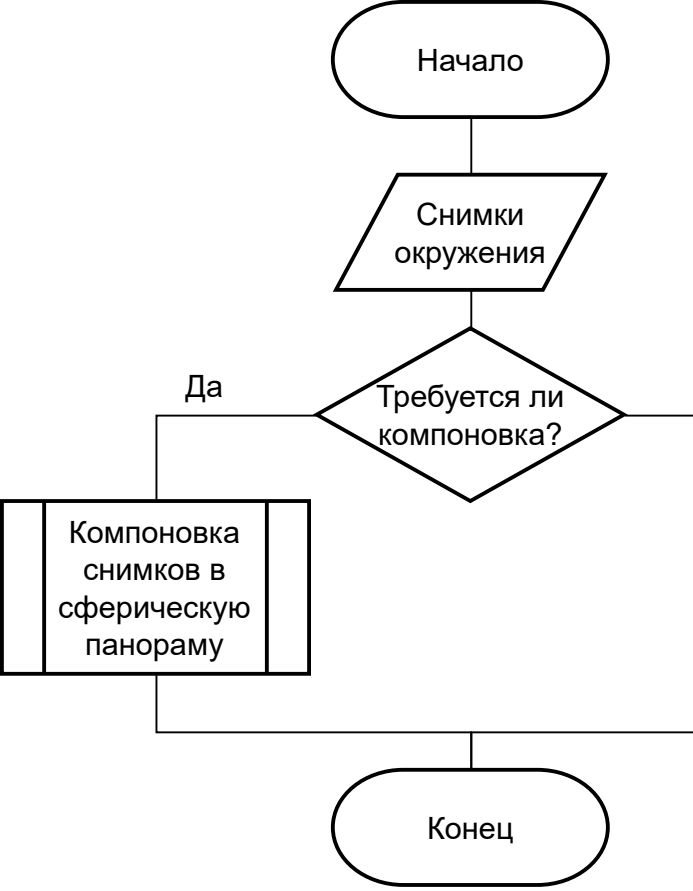 Начало
Снимки
окружения
Требуется ли
компоновка?
Да
Компоновка
снимков в
сферическую
панораму
Конец